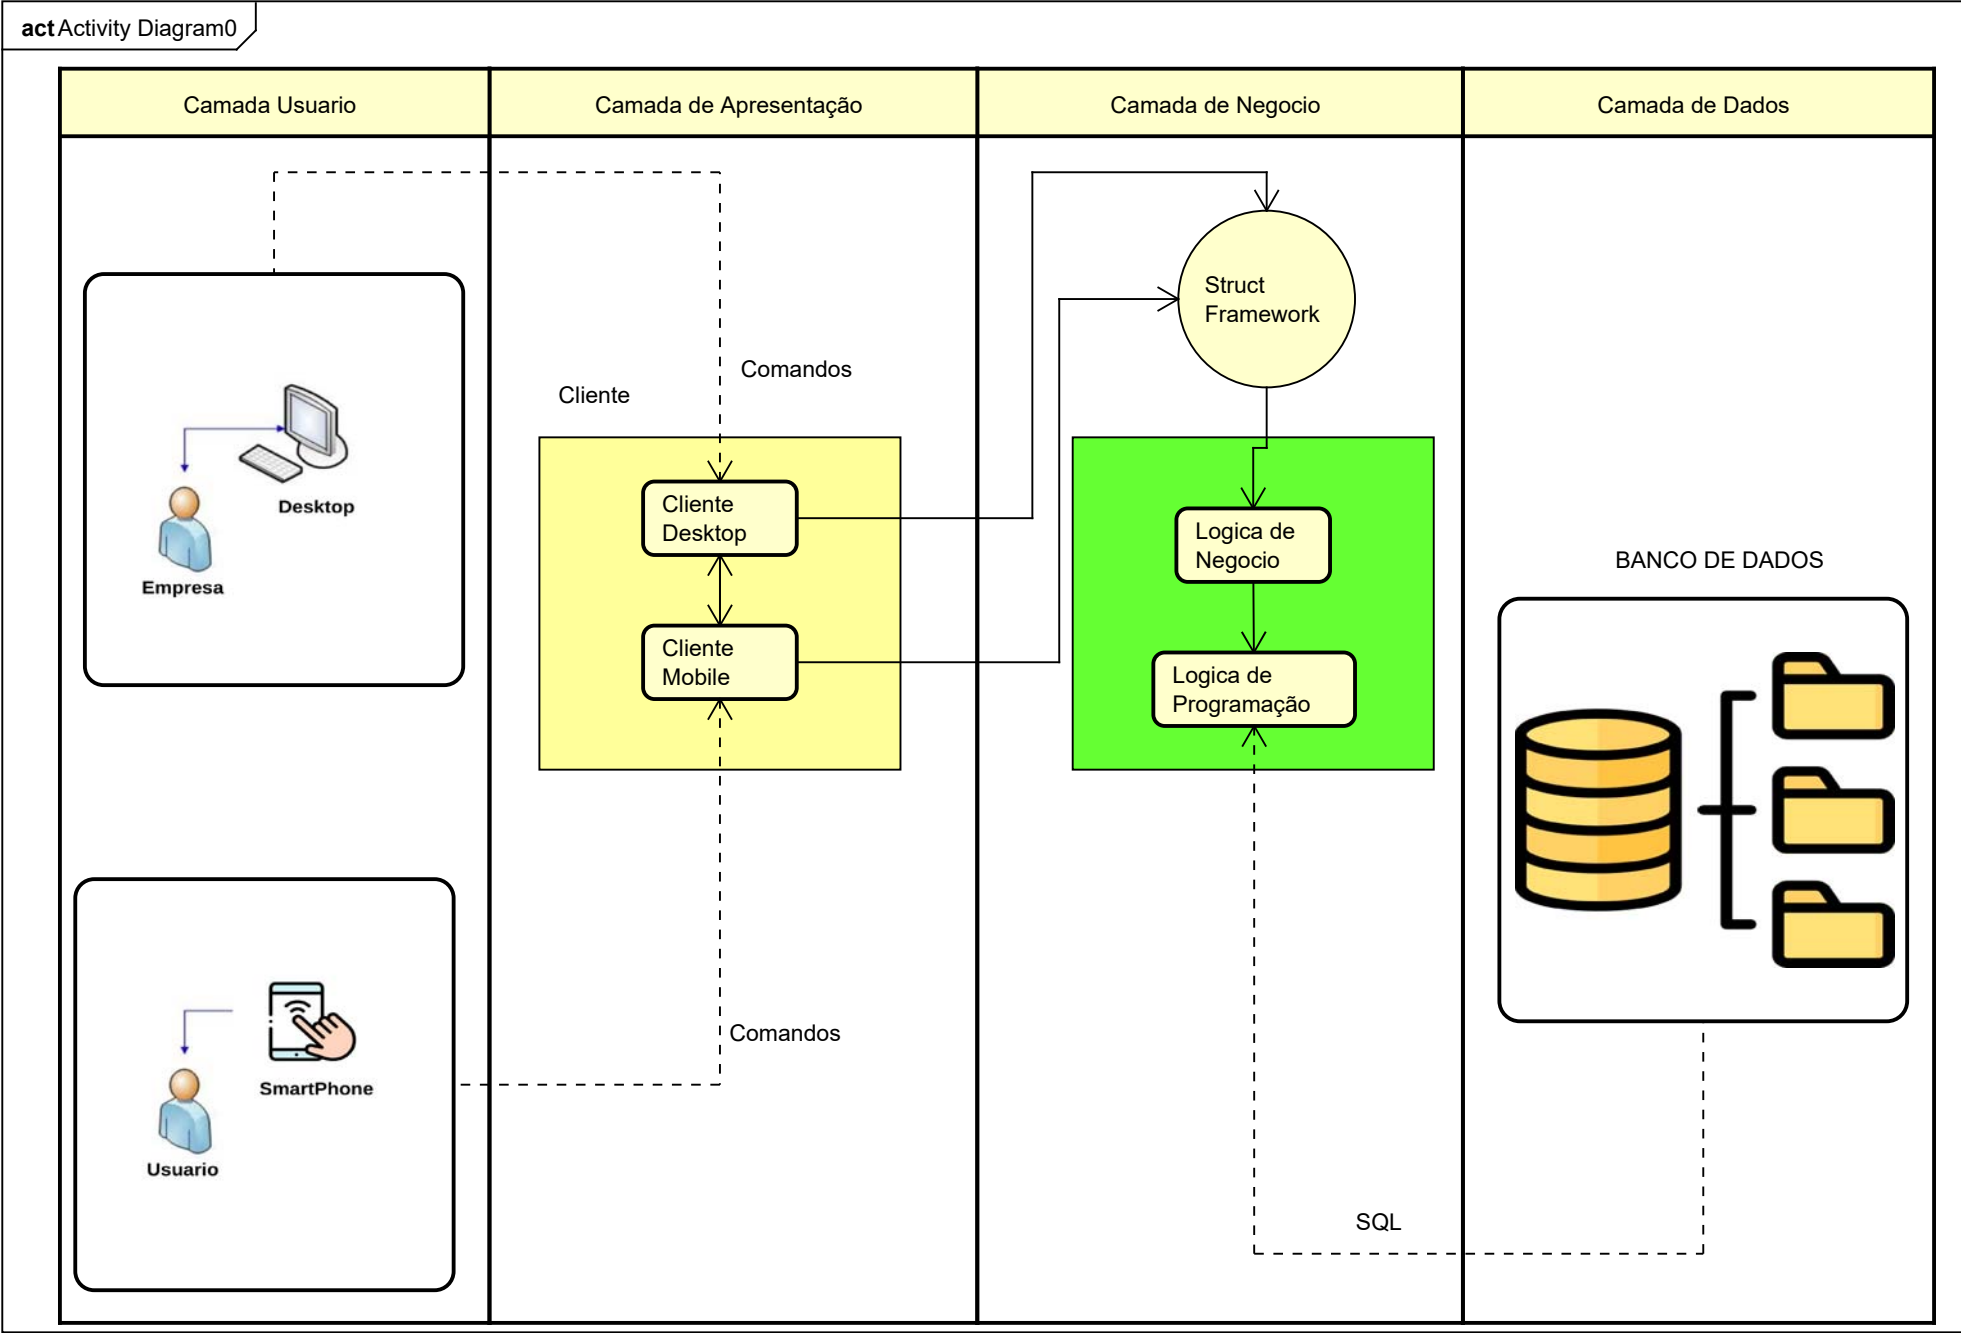 act Activity Diagram0
Camada Usuario
Camada de Apresentação
Camada de Negocio
Camada de Dados
Struct
Framework
Comandos
Cliente
Cliente
Desktop
Desktop
Empresa
Logica de
Negocio
BANCO DE DADOS
Cliente
Mobile
Logica de
Programação
Comandos
SmartPhone
Usuario
SQL